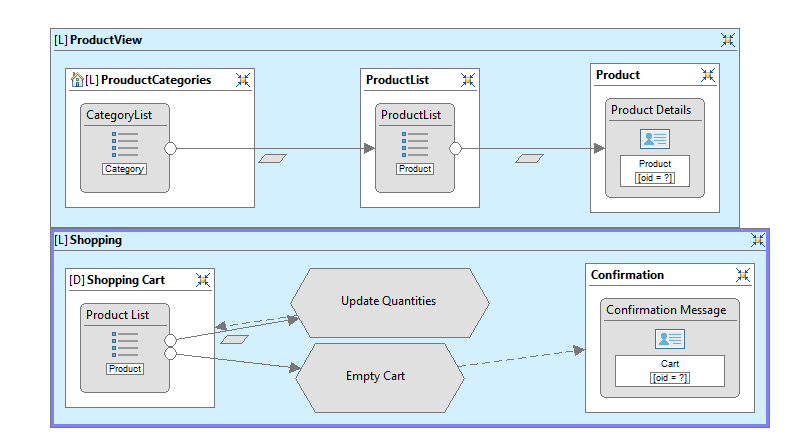 [L] ProductView
[L] ProuductCategories
CategoryList
Category
ProductList
ProductList
Product
Product
Product Details
Product
[oid = ?]
[L] Shopping
[D] Shopping Cart
Product List
Product
Update Quantities
Empty Cart
Confirmation
Confirmation Message
Cart
[oid = ?]